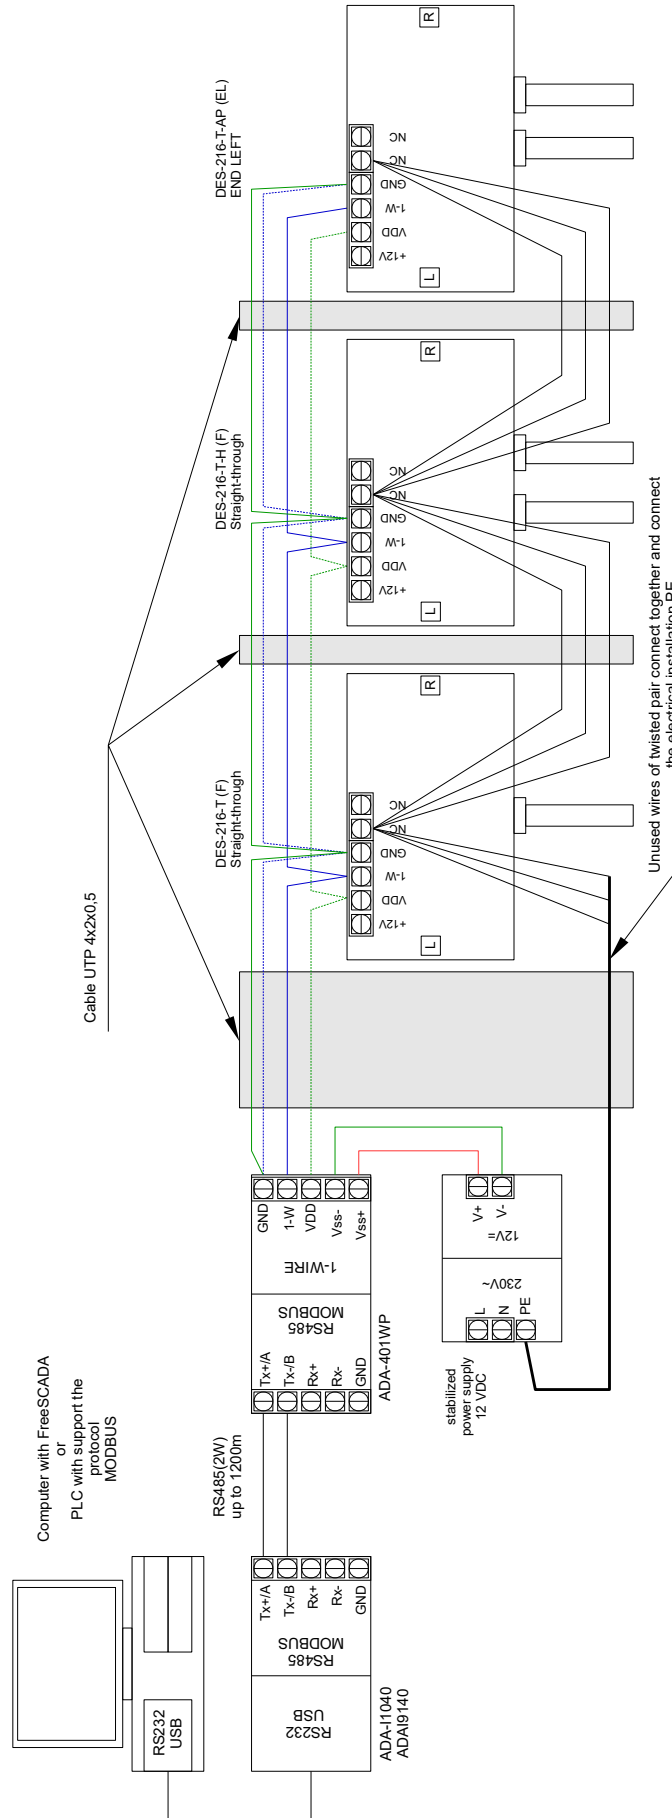 Computer with FreeSCADA
or
PLC with support the
protocol
MODBUS
RS232
USB
RS232
USB
RS485
MODBUS
Tx+/A
Tx-/B
Rx+
Rx-
GND
ADA-I1040
ADAI9140
RS485(2W)
up to 1200m
Tx+/A
Tx-/B
Rx+
Rx-
GND
RS485
MODBUS
1-WIRE
GND
1-W
VDD
Vss-
Vss+
ADA-401WP
stabilized
power supply
12 VDC
L
N
PE
230V~
12V=
V+
V-
Cable UTP 4x2x0,5
DES-216-T (F)
Straight-through
+12V
VDD
1-W
GND
NC
NC
L
R
DES-216-T-H (F)
Straight-through
+12V
VDD
1-W
GND
NC
NC
L
R
DES-216-T-AP (EL)
END LEFT
+12V
VDD
1-W
GND
NC
NC
L
R
Unused wires of twisted pair connect together and connect
the electrical installation PE